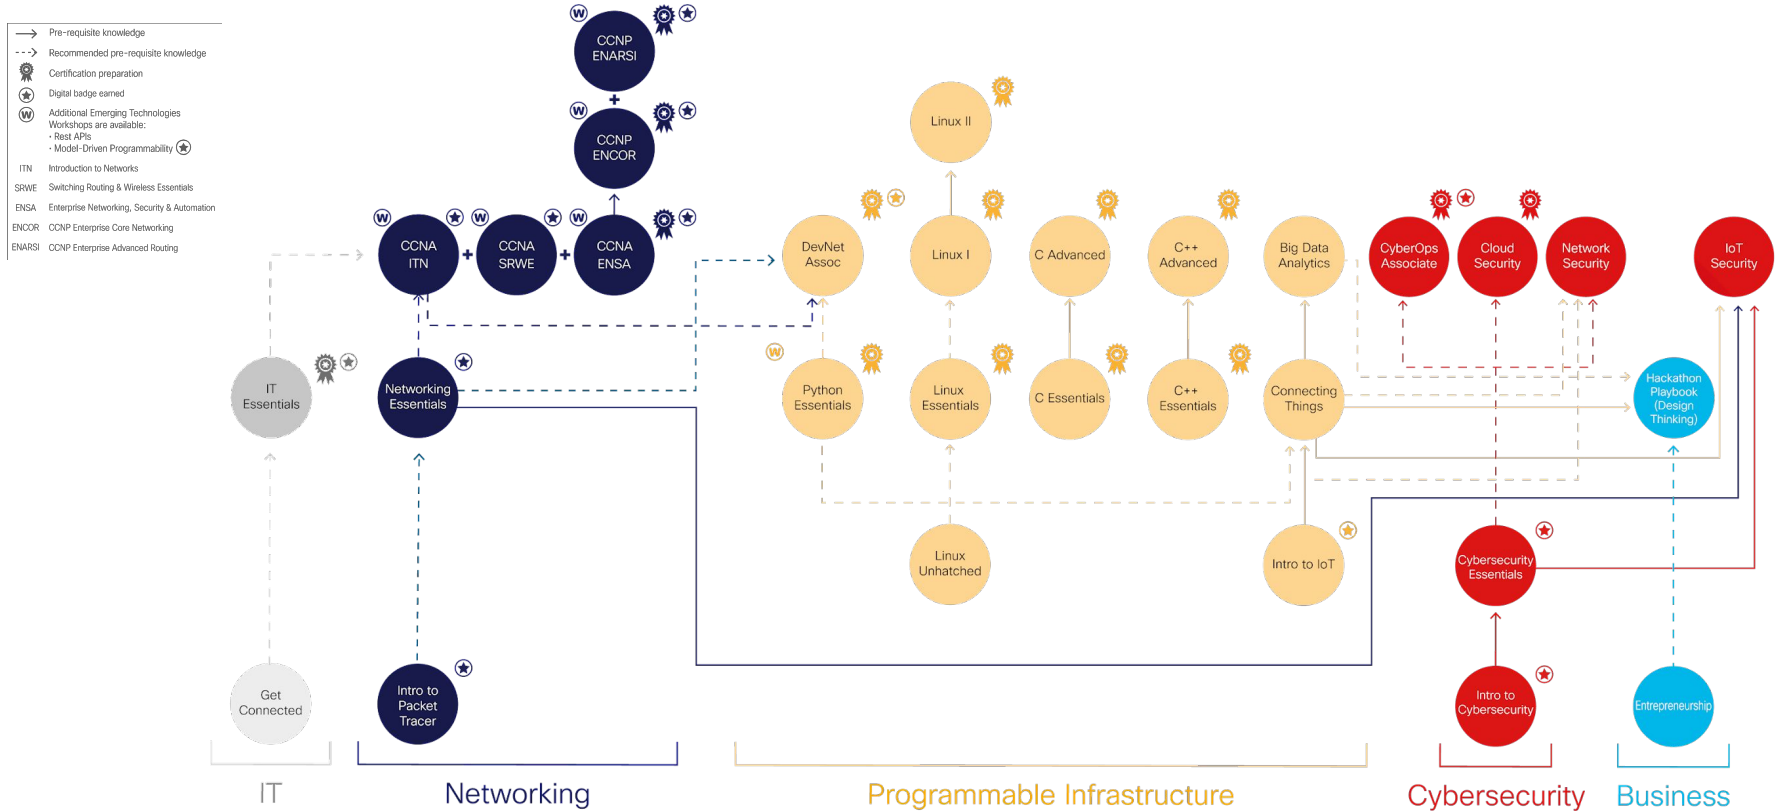 Pre-requisite knowledge
Recommended pre-requisite knowledge
Certification preparation
Digital badge earned
W Additional Emerging Technologies
Workshops are available:
• Rest APIs
• Model-Driven Programmability
ITN Introduction to Networks
SRWE Switching Routing & Wireless Essentials
ENSA Enterprise Networking, Security & Automation
ENCOR CCNP Enterprise Core Networking
ENARSI CCNP Enterprise Advanced Routing
W
CCNP
ENARSI
+
W
CCNP
ENCOR
Linux II
W
CCNA
ITN
+
W
CCNA
SRWE
+
W
CCNA
ENSA
DevNet
Assoc
Linux I
C Advanced
C++
Advanced
Big Data
Analytics
CyberOps
Associate
Cloud
Security
Network
Security
IoT
Security
IT
Essentials
Networking
Essentials
W
Python
Essentials
Linux
Essentials
C Essentials
C++
Essentials
Connecting
Things
Hackathon
Playbook
(Design
Thinking)
Linux
Unhatched
Intro to IoT
Cybersecurity
Essentials
Get
Connected
Intro to
Packet
Tracer
Intro to
Cybersecurity
Entrepreneurship
IT
Networking
Programmable Infrastructure
Cybersecurity
Business